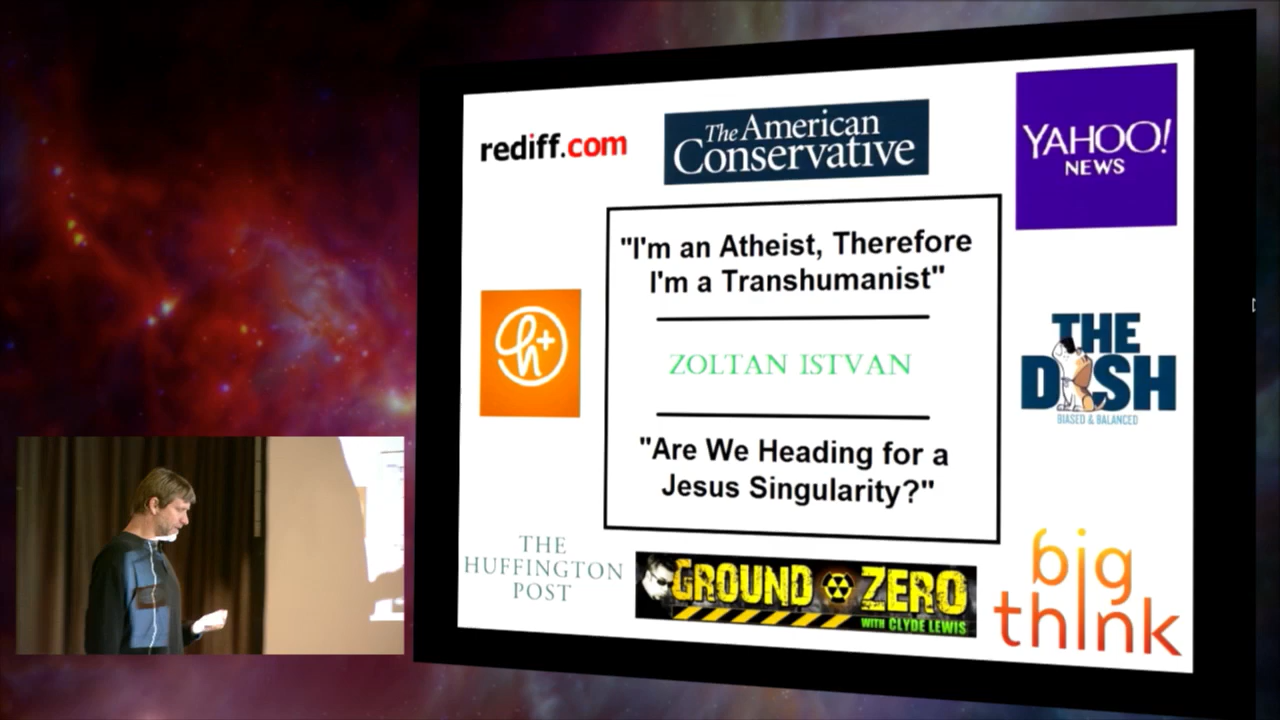 rediff.com
The American
Conservative
YAHOO!
NEWS
"I'm an Atheist, Therefore
I'm a Transhumanist"
h+
ZOLTAN ISTVAN
THE
DISH
BIASED & BALANCED
"Are We Heading for a
Jesus Singularity?"
THE
HUFFINGTON
POST
GROUND ZERO
WITH CLYDE LEWIS
big
think